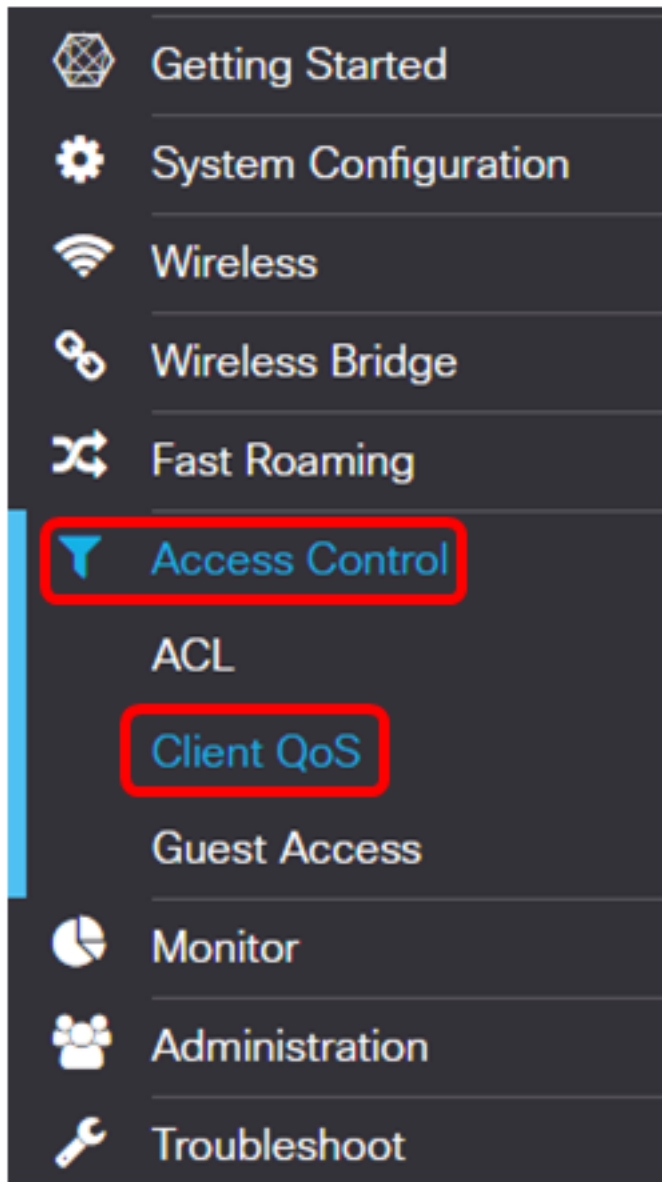 Getting Started
System Configuration
Wireless
Wireless Bridge
Fast Roaming
Access Control
ACL
Client QoS
Guest Access
Monitor
Administration
Troubleshoot